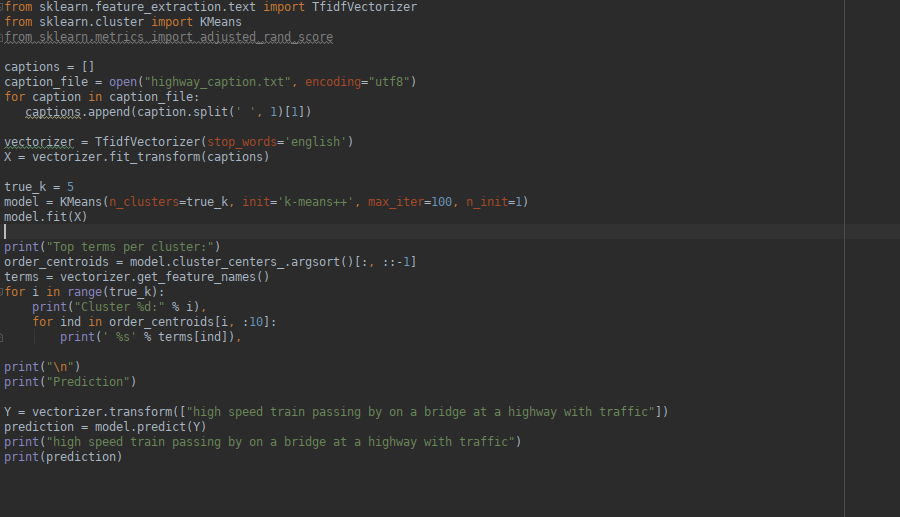 from sklearn.feature_extraction.text import TfidfVectorizer
from sklearn.cluster import KMeans
from sklearn.metrics import adjusted_rand_score

captions = []
caption_file = open("highway_caption.txt", encoding="utf8")
for caption in caption_file:
   captions.append(caption.split(' ', 1)[1])

vectorizer = TfidfVectorizer(stop_words='english')
X = vectorizer.fit_transform(captions)

true_k = 5
model = KMeans(n_clusters=true_k, init='k-means++', max_iter=100, n_init=1)
model.fit(X)

print("Top terms per cluster:")
order_centroids = model.cluster_centers_.argsort()[:, ::-1]
terms = vectorizer.get_feature_names()
for i in range(true_k):
    print("Cluster %d:" % i),
    for ind in order_centroids[i, :10]:
        print(' %s' % terms[ind]),

print("\n")
print("Prediction")

Y = vectorizer.transform(["high speed train passing by on a bridge at a highway with traffic"])
prediction = model.predict(Y)
print("high speed train passing by on a bridge at a highway with traffic")
print(prediction)